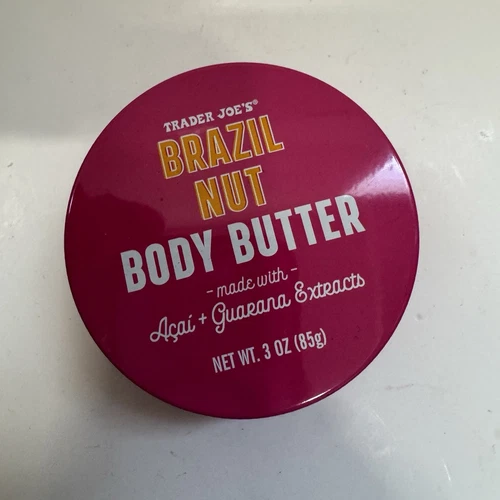 TRADER JOE'S®
BRAZIL
NUT
BODY BUTTER
- made with -
Açaí + Guarana Extracts
NET WT. 3 OZ (85g)